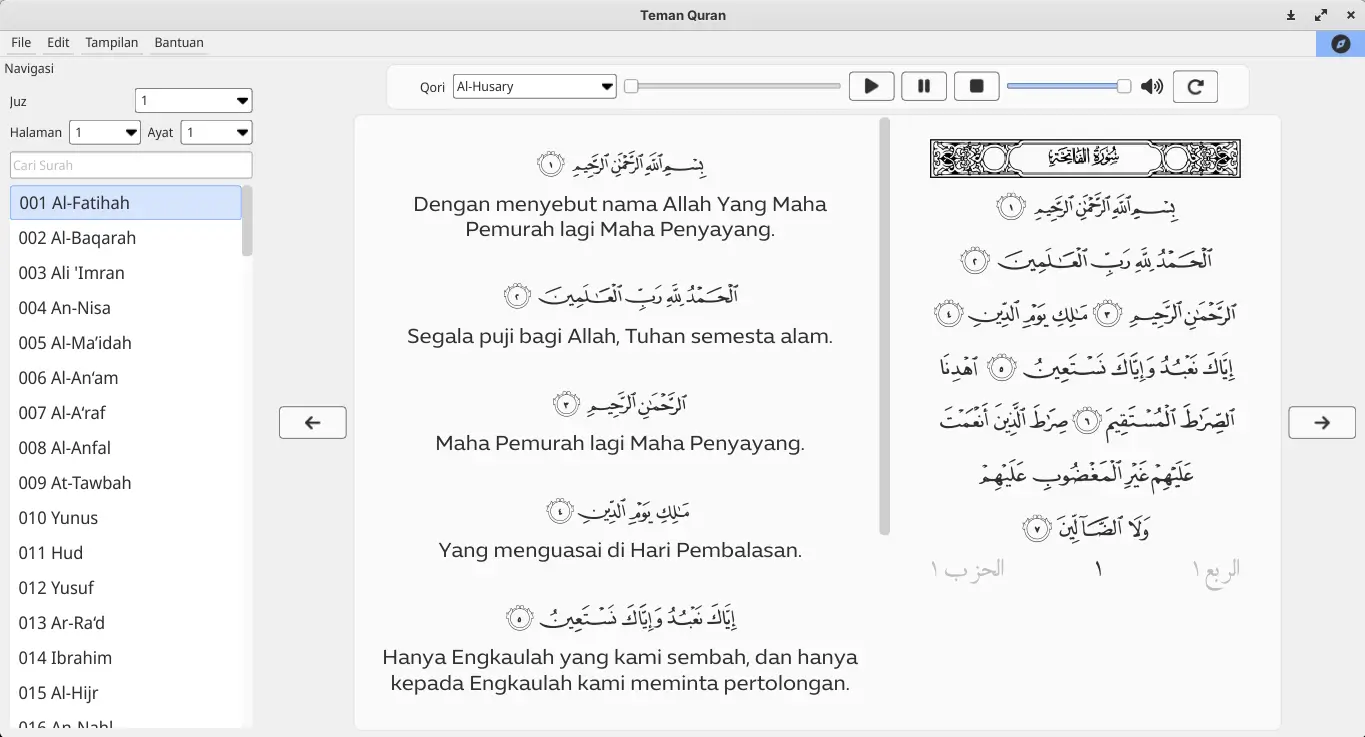 Teman Quran
File Edit Tampilan Bantuan
Navigasi
Juz 1
Halaman 1 Ayat 1
Cari Surah
001 Al-Fatihah
002 Al-Baqarah
003 Ali 'Imran
004 An-Nisa
005 Al-Ma’idah
006 Al-An‘am
007 Al-A‘raf
008 Al-Anfal
009 At-Tawbah
010 Yunus
011 Hud
012 Yusuf
013 Ar-Ra‘d
014 Ibrahim
015 Al-Hijr
016 An-Nahl
Qori Al-Husary
بِسْمِ ٱللَّهِ ٱلرَّحْمَٰنِ ٱلرَّحِيمِ ١
Dengan menyebut nama Allah Yang Maha
Pemurah lagi Maha Penyayang.
ٱلْحَمْدُ لِلَّهِ رَبِّ ٱلْعَٰلَمِينَ ٢
Segala puji bagi Allah, Tuhan semesta alam.
ٱلرَّحْمَٰنِ ٱلرَّحِيمِ ٣
Maha Pemurah lagi Maha Penyayang.
مَٰلِكِ يَوْمِ ٱلدِّينِ ٤
Yang menguasai di Hari Pembalasan.
إِيَّاكَ نَعْبُدُ وَإِيَّاكَ نَسْتَعِينُ ٥
Hanya Engkaulah yang kami sembah, dan hanya
kepada Engkaulah kami meminta pertolongan.
سُورَةُ ٱلْفَاتِحَةِ
بِسْمِ ٱللَّهِ ٱلرَّحْمَٰنِ ٱلرَّحِيمِ ١
ٱلْحَمْدُ لِلَّهِ رَبِّ ٱلْعَٰلَمِينَ ٢
ٱلرَّحْمَٰنِ ٱلرَّحِيمِ ٣ مَٰلِكِ يَوْمِ ٱلدِّينِ ٤
إِيَّاكَ نَعْبُدُ وَإِيَّاكَ نَسْتَعِينُ ٥ ٱهْدِنَا
ٱلصِّرَٰطَ ٱلْمُسْتَقِيمَ ٦ صِرَٰطَ ٱلَّذِينَ أَنْعَمْتَ
عَلَيْهِمْ غَيْرِ ٱلْمَغْضُوبِ عَلَيْهِمْ
وَلَا ٱلضَّآلِّينَ ٧
الربع ١ ١ الحزب ١